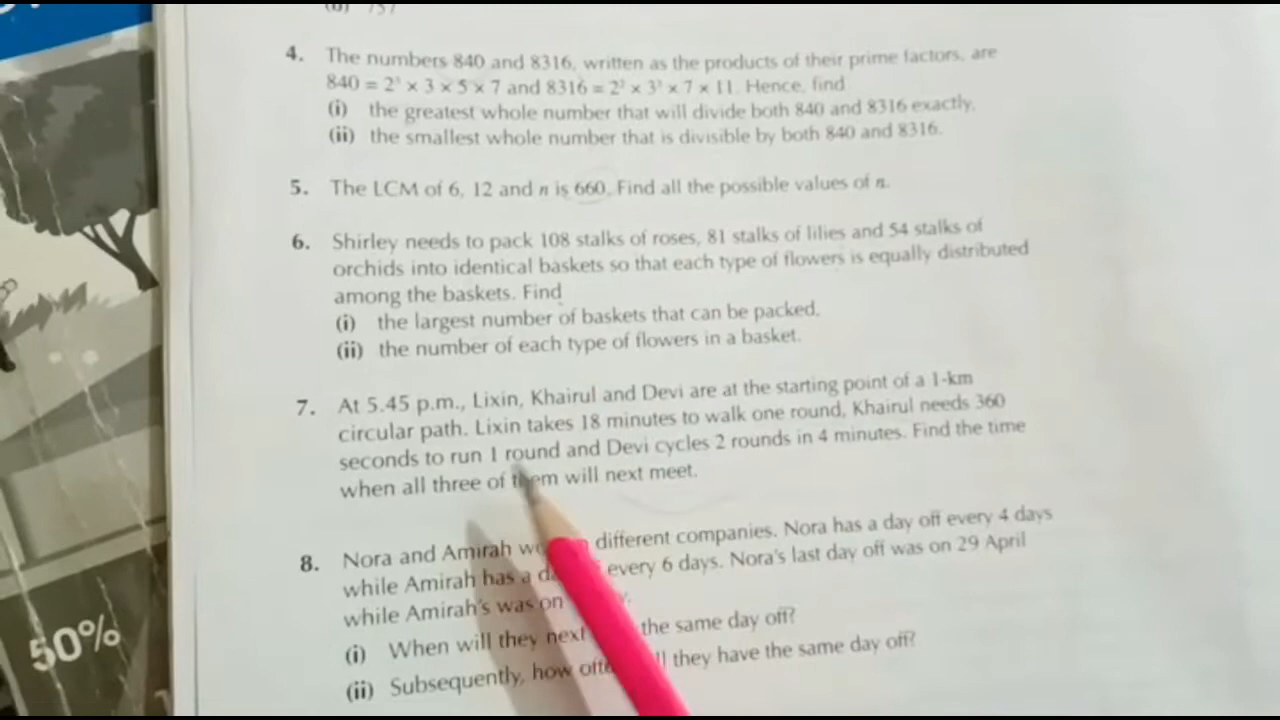 4. The numbers 840 and 8316, written as the products of their prime factors, are
840 = 2³ × 3 × 5 × 7 and 8316 = 2² × 3³ × 7 × 11. Hence, find
(i) the greatest whole number that will divide both 840 and 8316 exactly,
(ii) the smallest whole number that is divisible by both 840 and 8316.
5. The LCM of 6, 12 and n is 660. Find all the possible values of n.
6. Shirley needs to pack 108 stalks of roses, 81 stalks of lilies and 54 stalks of
orchids into identical baskets so that each type of flowers is equally distributed
among the baskets. Find
(i) the largest number of baskets that can be packed,
(ii) the number of each type of flowers in a basket.
7. At 5.45 p.m., Lixin, Khairul and Devi are at the starting point of a 1-km
circular path. Lixin takes 18 minutes to walk one round, Khairul needs 360
seconds to run 1 round and Devi cycles 2 rounds in 4 minutes. Find the time
when all three of them will next meet.
8. Nora and Amirah different companies. Nora has a day off every 4 days
while Amirah has a every 6 days. Nora's last day off was on 29 April
while Amirah's was on
(i) When will they next the same day off?
(ii) Subsequently, how they have the same day off?
50%